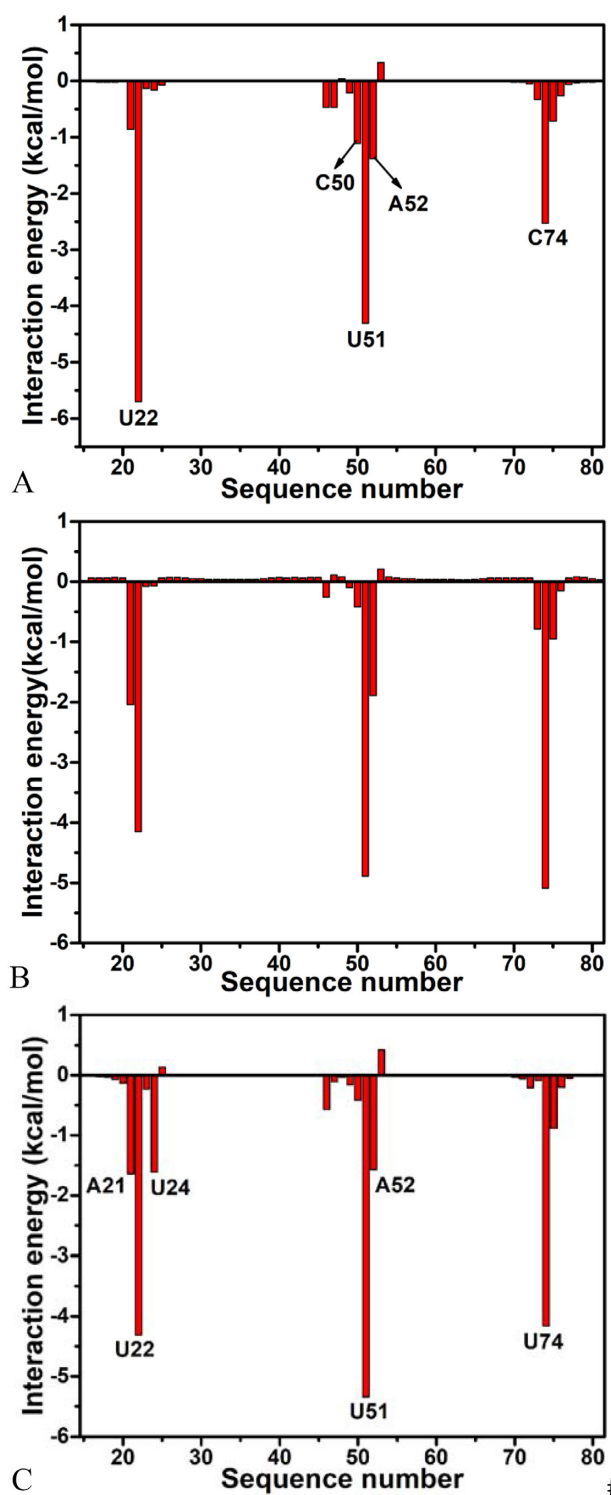 Interaction energy (kcal/mol)
1
0
-1
-2
-3
-4
-5
-6
C50
A52
C74
U51
U22
20 30 40 50 60 70 80
Sequence number
A
Interaction energy(kcal/mol)
1
0
-1
-2
-3
-4
-5
-6
20 30 40 50 60 70 80
Sequence number
B
Interaction energy (kcal/mol)
1
0
-1
-2
-3
-4
-5
-6
A21
U24
A52
U22
U74
U51
20 30 40 50 60 70 80
Sequence number
C